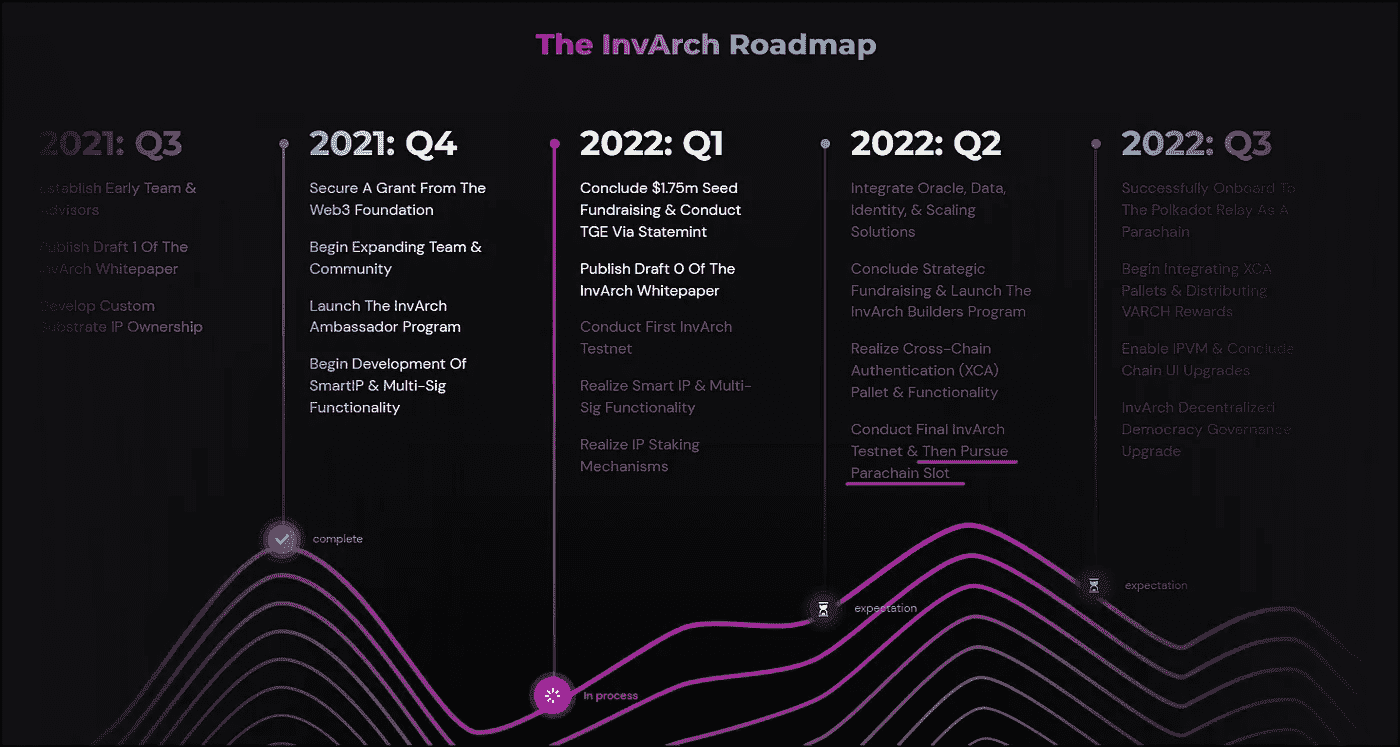 The InvArch Roadmap
2021: Q3
Establish Early Team &
Advisors
Publish Draft 1 Of The
InvArch Whitepaper
Develop Custom
Substrate IP Ownership
2021: Q4
Secure A Grant From The
Web3 Foundation
Begin Expanding Team &
Community
Launch The InvArch
Ambassador Program
Begin Development Of
SmartIP & Multi-Sig
Functionality
complete
2022: Q1
Conclude $1.75m Seed
Fundraising & Conduct
TGE Via Statemint
Publish Draft 0 Of The
InvArch Whitepaper
Conduct First InvArch
Testnet
Realize Smart IP & Multi-
Sig Functionality
Realize IP Staking
Mechanisms
In process
2022: Q2
Integrate Oracle, Data,
Identity, & Scaling
Solutions
Conclude Strategic
Fundraising & Launch The
InvArch Builders Program
Realize Cross-Chain
Authentication (XCA)
Pallet & Functionality
Conduct Final InvArch
Testnet & Then Pursue
Parachain Slot
expectation
2022: Q3
Successfully Onboard To
The Polkadot Relay As A
Parachain
Begin Integrating XCA
Pallets & Distributing
VARCH Rewards
Enable IPVM & Conclude
Chain UI Upgrades
InvArch Decentralized
Democracy Governance
Upgrade
expectation